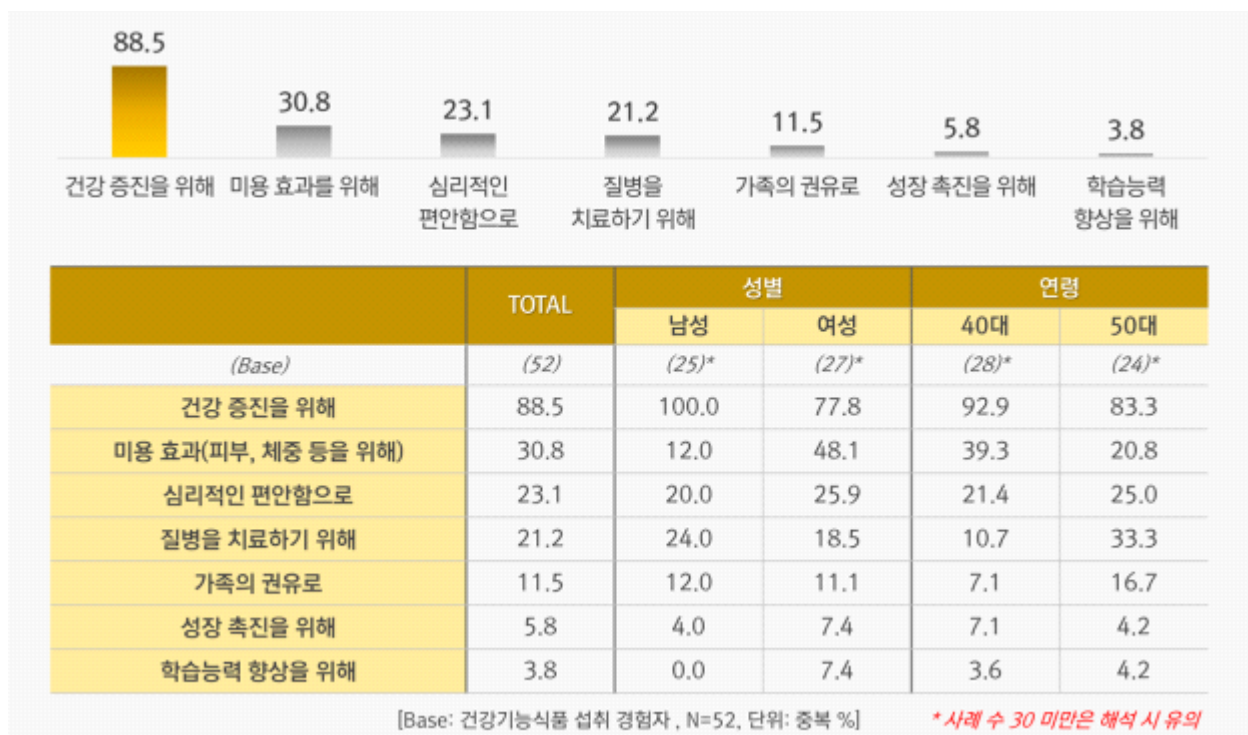 88.5
30.8
23.1
21.2
11.5
5.8
3.8
건강 증진을 위해 미용 효과를 위해 심리적인 질병을 가족의 권유로 성장 촉진을 위해 학습능력
편안함으로 치료하기 위해 향상을 위해
TOTAL 성별 연령
남성 여성 40대 50대
(Base) (52) (25)* (27)* (28)* (24)*
건강 증진을 위해 88.5 100.0 77.8 92.9 83.3
미용 효과(피부, 체중 등을 위해) 30.8 12.0 48.1 39.3 20.8
심리적인 편안함으로 23.1 20.0 25.9 21.4 25.0
질병을 치료하기 위해 21.2 24.0 18.5 10.7 33.3
가족의 권유로 11.5 12.0 11.1 7.1 16.7
성장 촉진을 위해 5.8 4.0 7.4 7.1 4.2
학습능력 향상을 위해 3.8 0.0 7.4 3.6 4.2
[Base: 건강기능식품 섭취 경험자 , N=52, 단위: 중복 %] * 사례 수 30 미만은 해석 시 유의